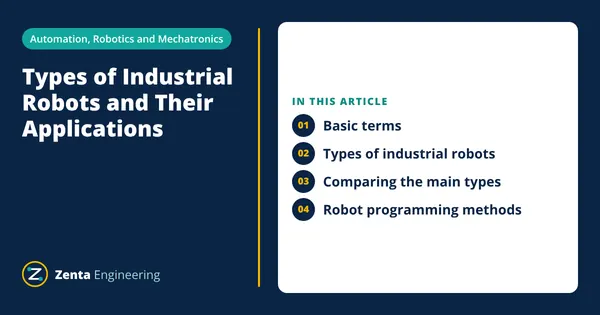 Automation, Robotics and Mechatronics
Types of Industrial
Robots and Their
Applications
Z Zenta Engineering
IN THIS ARTICLE
01 Basic terms
02 Types of industrial robots
03 Comparing the main types
04 Robot programming methods